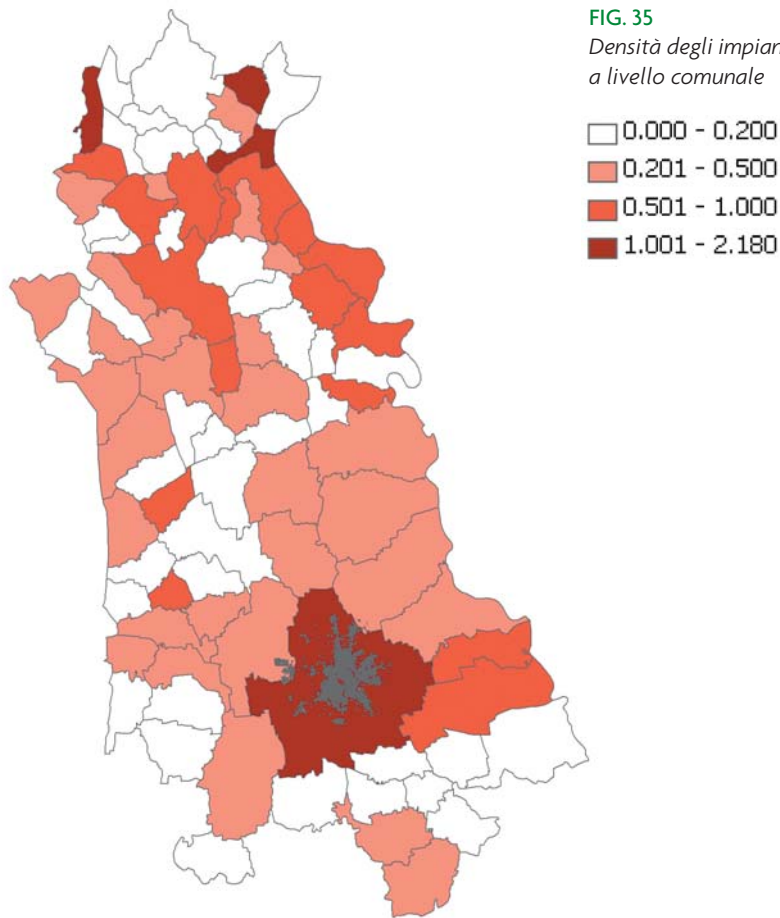 FIG. 35
Densità degli
a livello comunale
0.000 - 0.200
0.201 - 0.500
0.501 - 1.000
1.001 - 2.180